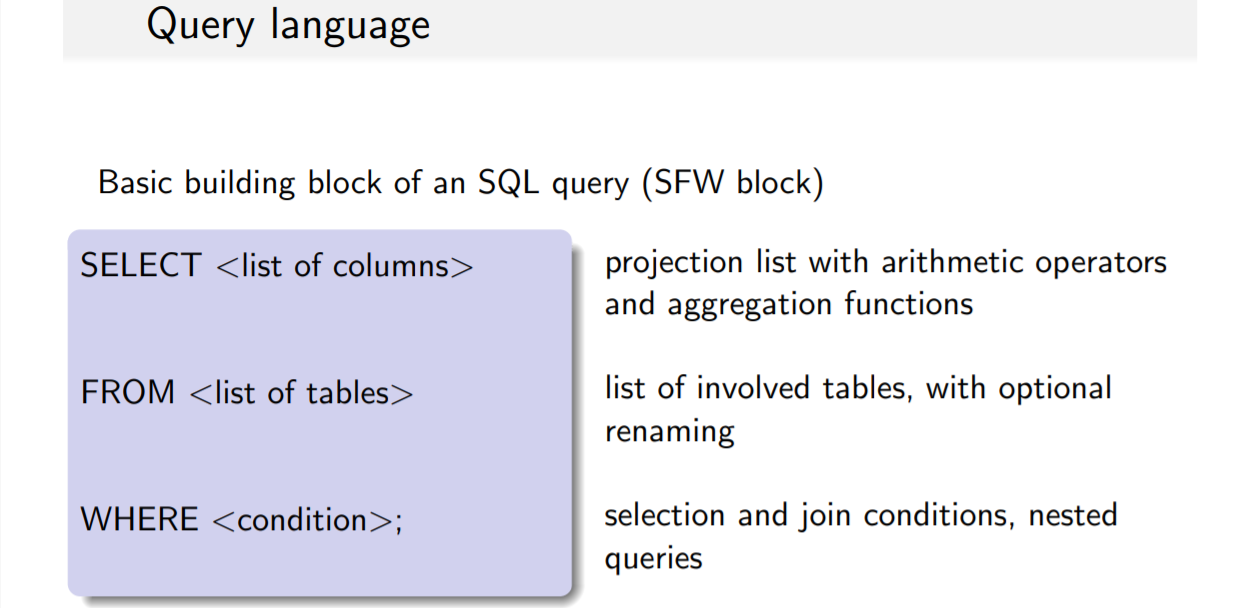 Query language
Basic building block of an SQL query (SFW block)
SELECT <list of columns>
projection list with arithmetic operators
and aggregation functions
FROM <list of tables>
list of involved tables, with optional
renaming
WHERE <condition>;
selection and join conditions, nested
queries